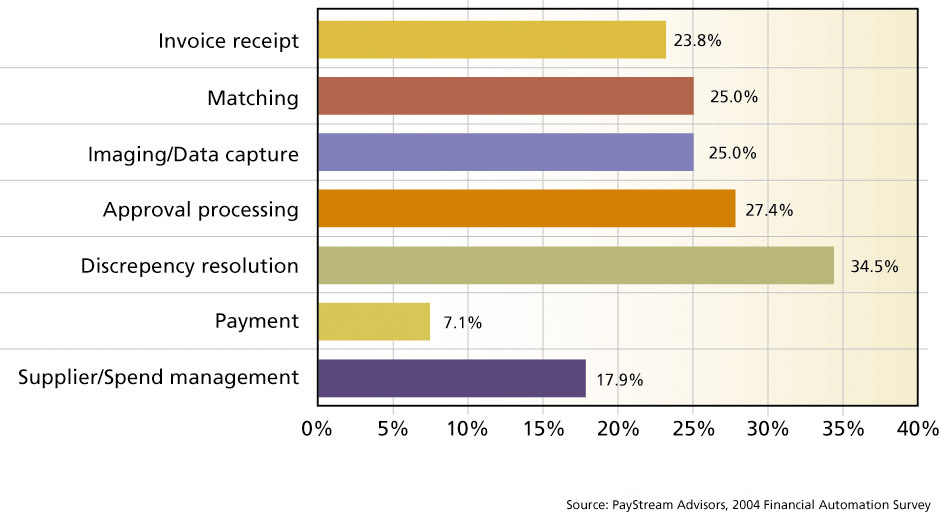 Invoice receipt 23.8%
Matching 25.0%
Imaging/Data capture 25.0%
Approval processing 27.4%
Discrepency resolution 34.5%
Payment 7.1%
Supplier/Spend management 17.9%
0% 5% 10% 15% 20% 25% 30% 35% 40%
Source: PayStream Advisors, 2004 Financial Automation Survey